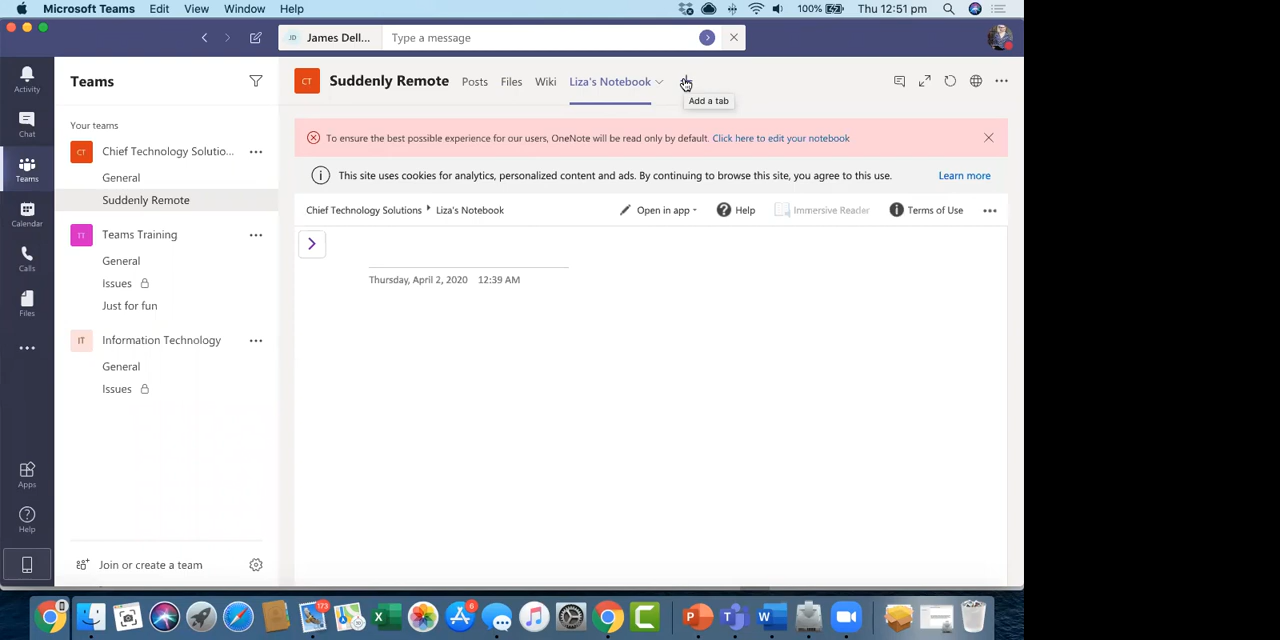 Microsoft Teams Edit View Window Help 100% Thu 12:51 pm
JD James Dell... Type a message
Teams
CT Suddenly Remote Posts Files Wiki Liza's Notebook
Add a tab
Activity
Chat
Teams
Calendar
Calls
Files
Apps
Help
Your teams
CT Chief Technology Solutio...
General
Suddenly Remote
TT Teams Training
General
Issues
Just for fun
IT Information Technology
General
Issues
Join or create a team
To ensure the best possible experience for our users, OneNote will be read only by default. Click here to edit your notebook
This site uses cookies for analytics, personalized content and ads. By continuing to browse this site, you agree to this use. Learn more
Chief Technology Solutions Liza's Notebook Open in app Help Immersive Reader Terms of Use
Thursday, April 2, 2020 12:39 AM
173
6